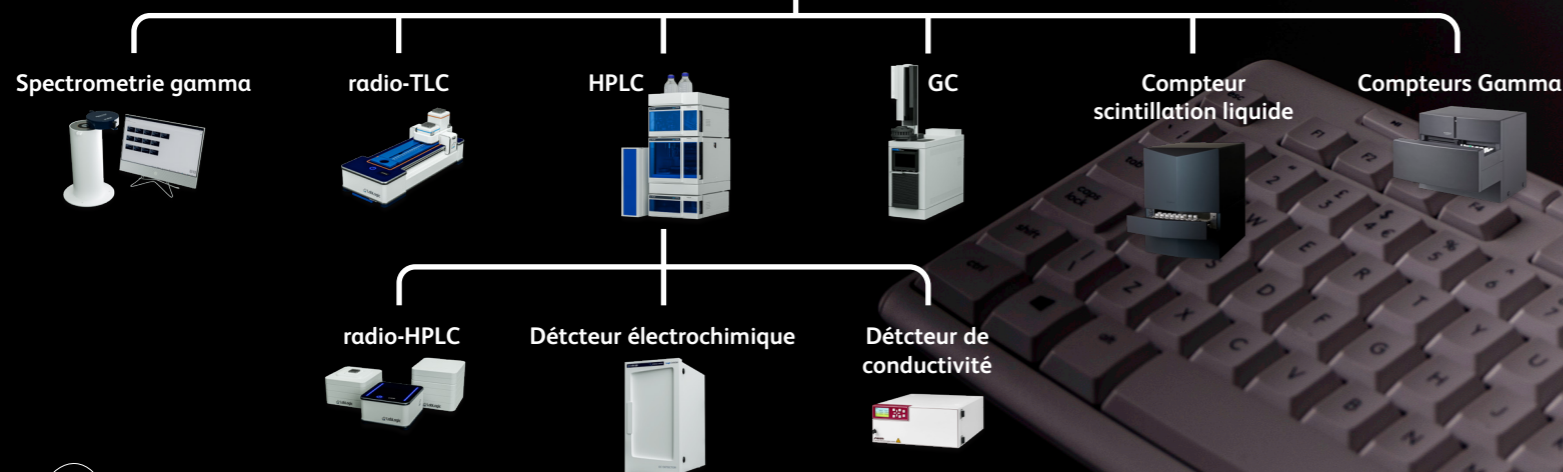 Spectrometrie gamma
radio-TLC
HPLC
GC
Compteur
scintillation liquide
Compteurs Gamma
radio-HPLC
Détcteur électrochimique
Détcteur de
conductivité